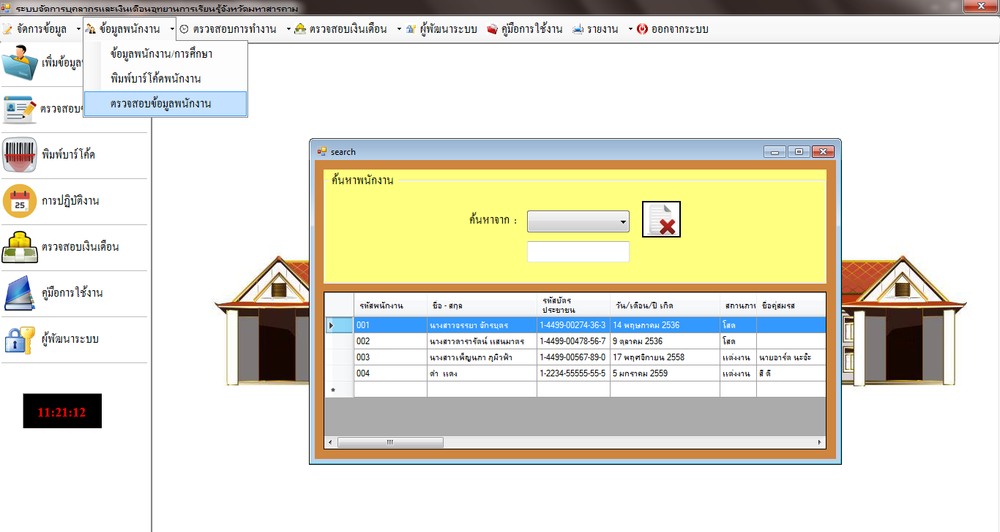 ระบบจัดการบุคลากรและเงินเดือนอุทยานการเรียนรู้จังหวัดมหาสารคาม
จัดการข้อมูล ข้อมูลพนักงาน ตรวจสอบการทำงาน ตรวจสอบเงินเดือน ผู้พัฒนาระบบ คู่มือการใช้งาน รายงาน ออกจากระบบ
ข้อมูลพนักงาน/การศึกษา
พิมพ์บาร์โค้ดพนักงาน
ตรวจสอบข้อมูลพนักงาน
เพิ่มข้อมูล
ตรวจสอบ
พิมพ์บาร์โค้ด
การปฏิบัติงาน
25
ตรวจสอบเงินเดือน
คู่มือการใช้งาน
ผู้พัฒนาระบบ
11:21:12
search
ค้นหาพนักงาน
ค้นหาจาก :
รหัสพนักงาน ชื่อ - สกุล รหัสบัตรประชาชน วัน/เดือน/ปี เกิด สถานภาร ชื่อคู่สมรส
001 นางสาวจรรยา จักรบุตร 1-4499-00274-36-3 14 พฤษภาคม 2536 โสด
002 นางสาวดารารัตน์ แสนมาตร 1-4499-00478-56-7 9 ตุลาคม 2536 โสด
003 นางสาวเพ็ญนภา ภูผิวฟ้า 1-4499-00567-89-0 17 พฤศจิกายน 2558 แต่งงาน นายอาร์ต นะจ๊ะ
004 ดำ แดง 1-2234-55555-55-5 5 มกราคม 2559 แต่งงาน สี ดี
*